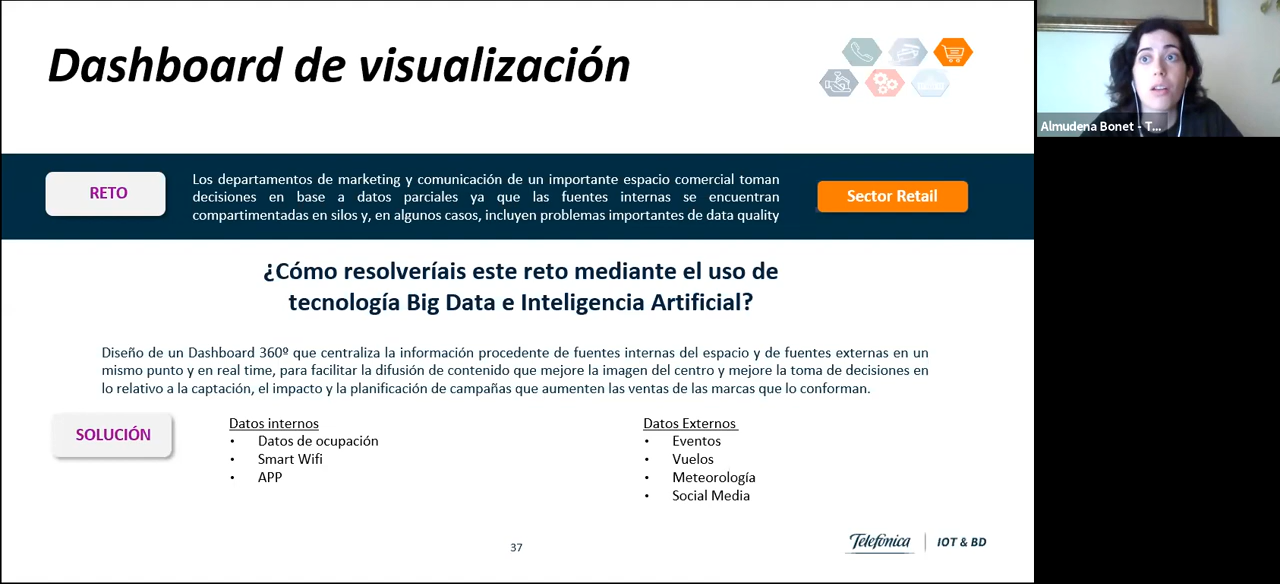 Dashboard de visualización
Almudena Bonet - T...
RETO
Los departamentos de marketing y comunicación de un importante espacio comercial toman
decisiones en base a datos parciales ya que las fuentes internas se encuentran
compartimentadas en silos y, en algunos casos, incluyen problemas importantes de data quality
Sector Retail
¿Cómo resolveríais este reto mediante el uso de
tecnología Big Data e Inteligencia Artificial?
Diseño de un Dashboard 360º que centraliza la información procedente de fuentes internas del espacio y de fuentes externas en un
mismo punto y en real time, para facilitar la difusión de contenido que mejore la imagen del centro y mejore la toma de decisiones en
lo relativo a la captación, el impacto y la planificación de campañas que aumenten las ventas de las marcas que lo conforman.
SOLUCIÓN
Datos internos
• Datos de ocupación
• Smart Wifi
• APP
Datos Externos
• Eventos
• Vuelos
• Meteorología
• Social Media
37
Telefónica | IOT & BD